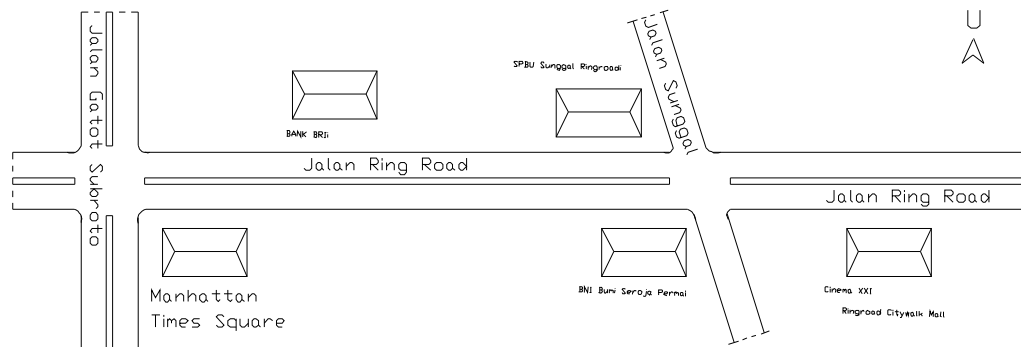 U
Jalan Gatot Subroto
Jalan Sunggal
SPBU Sunggal Ringroadi
BANK BRIi
Jalan Ring Road
Jalan Ring Road
Manhattan
Times Square
BNI Bumi Seroja Permai
Cinema XXI
Ringroad Citywalk Mall